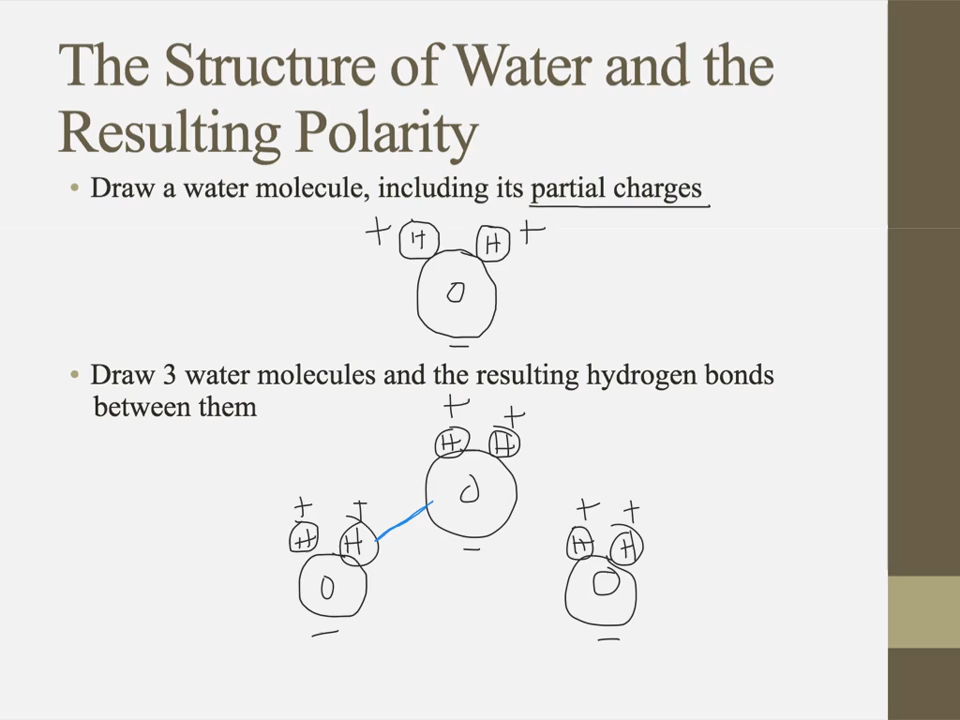 The Structure of Water and the
Resulting Polarity
• Draw a water molecule, including its partial charges
+ H H +
O
–
• Draw 3 water molecules and the resulting hydrogen bonds
between them
+ +
H H
O
–
+ +
H H
O
–
+ +
H H
O
–